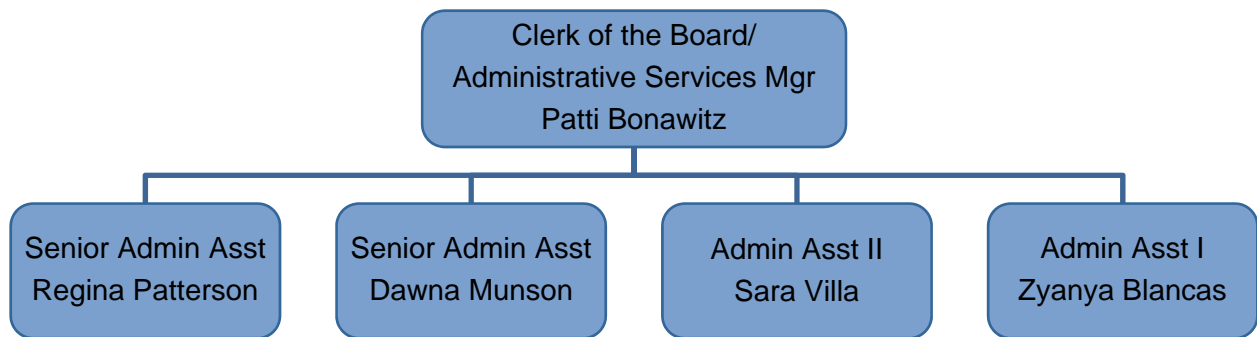 Clerk of the Board/
Administrative Services Mgr
Patti Bonawitz
Senior Admin Asst
Regina Patterson
Senior Admin Asst
Dawna Munson
Admin Asst II
Sara Villa
Admin Asst I
Zyanya Blancas